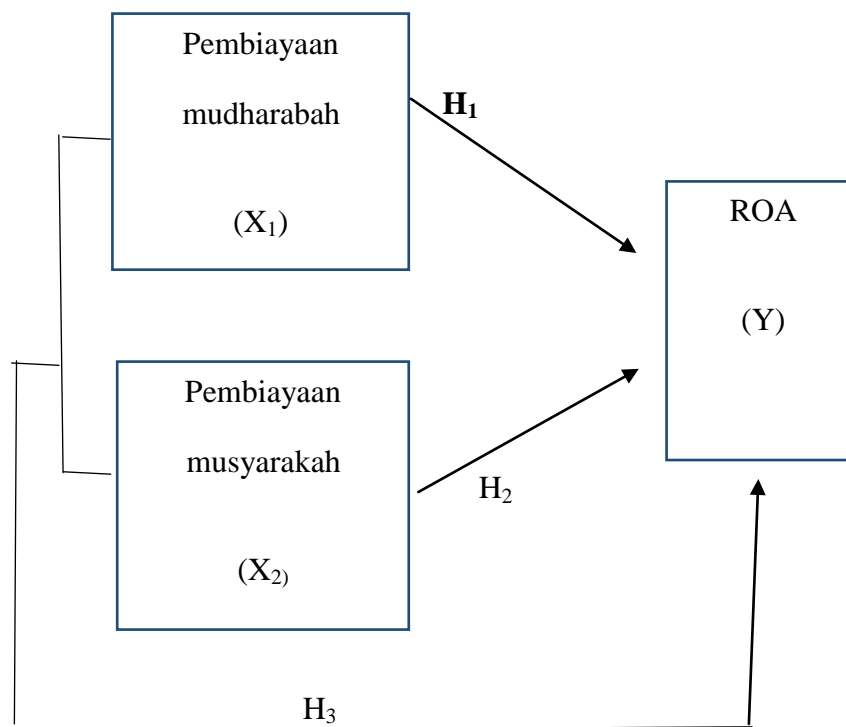 Pembiayaan
mudharabah
(X₁)
H₁
ROA
(Y)
Pembiayaan
musyarakah
(X₂₎
H₂
H₃